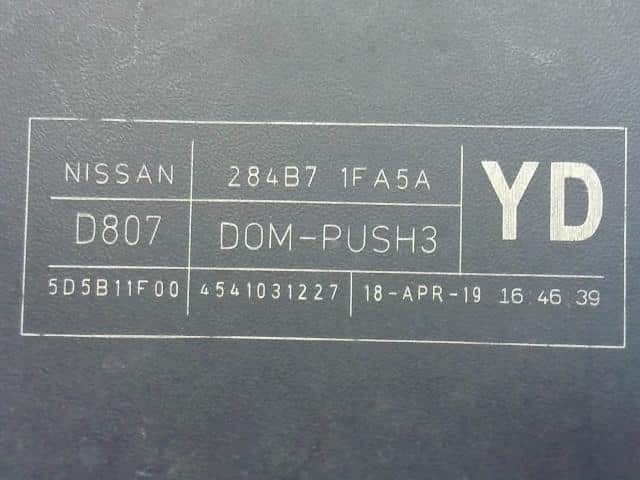 NISSAN 284B7 1FA5A YD
D807 DOM-PUSH3
5D5B11F00 4541031227 18-APR-19 16:46:39